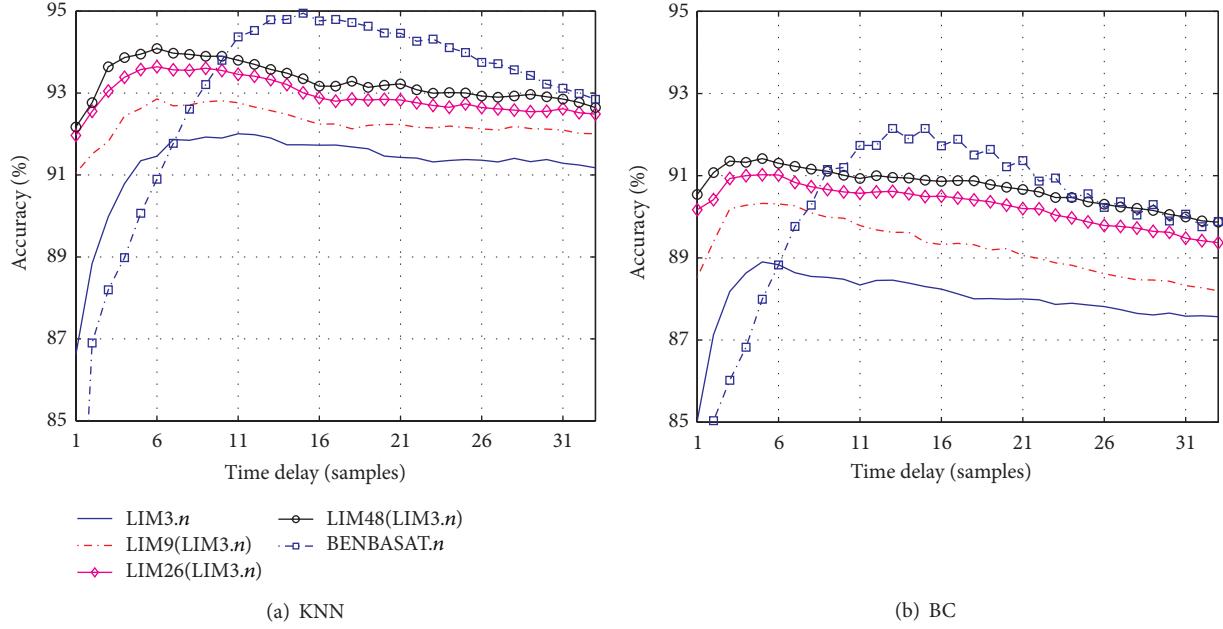 95
93
91
89
87
85
Accuracy (%)
1 6 11 16 21 26 31
Time delay (samples)
LIM3.n
LIM9(LIM3.n)
LIM26(LIM3.n)
LIM48(LIM3.n)
BENBASAT.n
(a) KNN
95
93
91
89
87
85
Accuracy (%)
1 6 11 16 21 26 31
Time delay (samples)
(b) BC